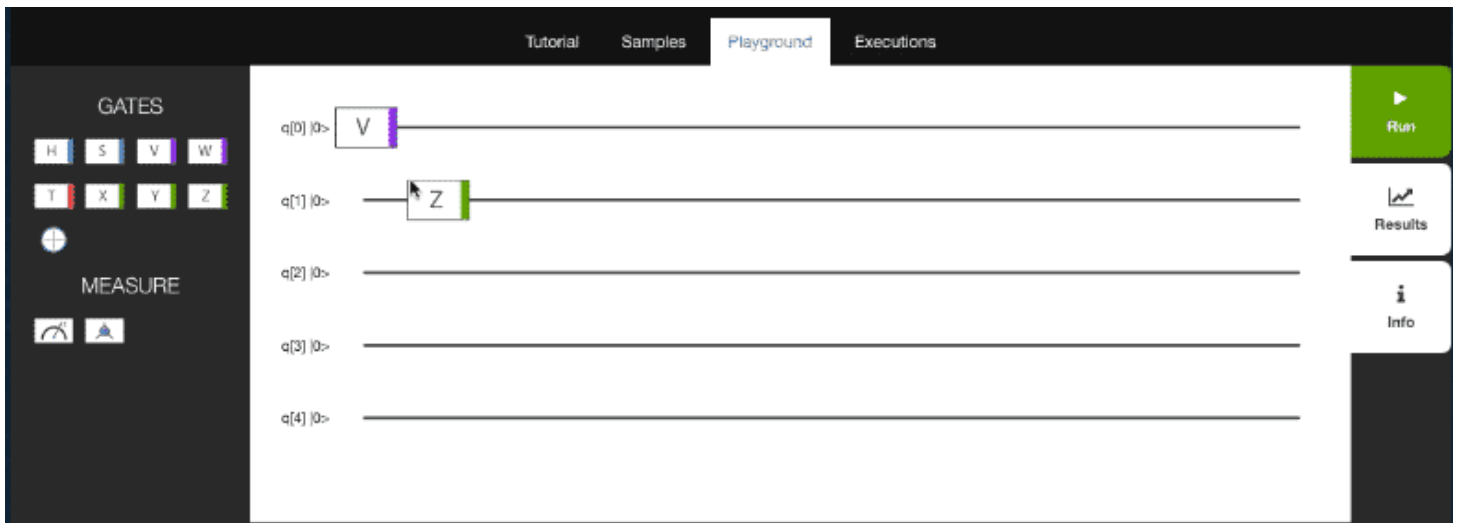 Tutorial Samples Playground Executions
GATES
H S V W
T X Y Z
MEASURE
q[0] |0> V
q[1] |0> Z
q[2] |0>
q[3] |0>
q[4] |0>
Run
Results
Info